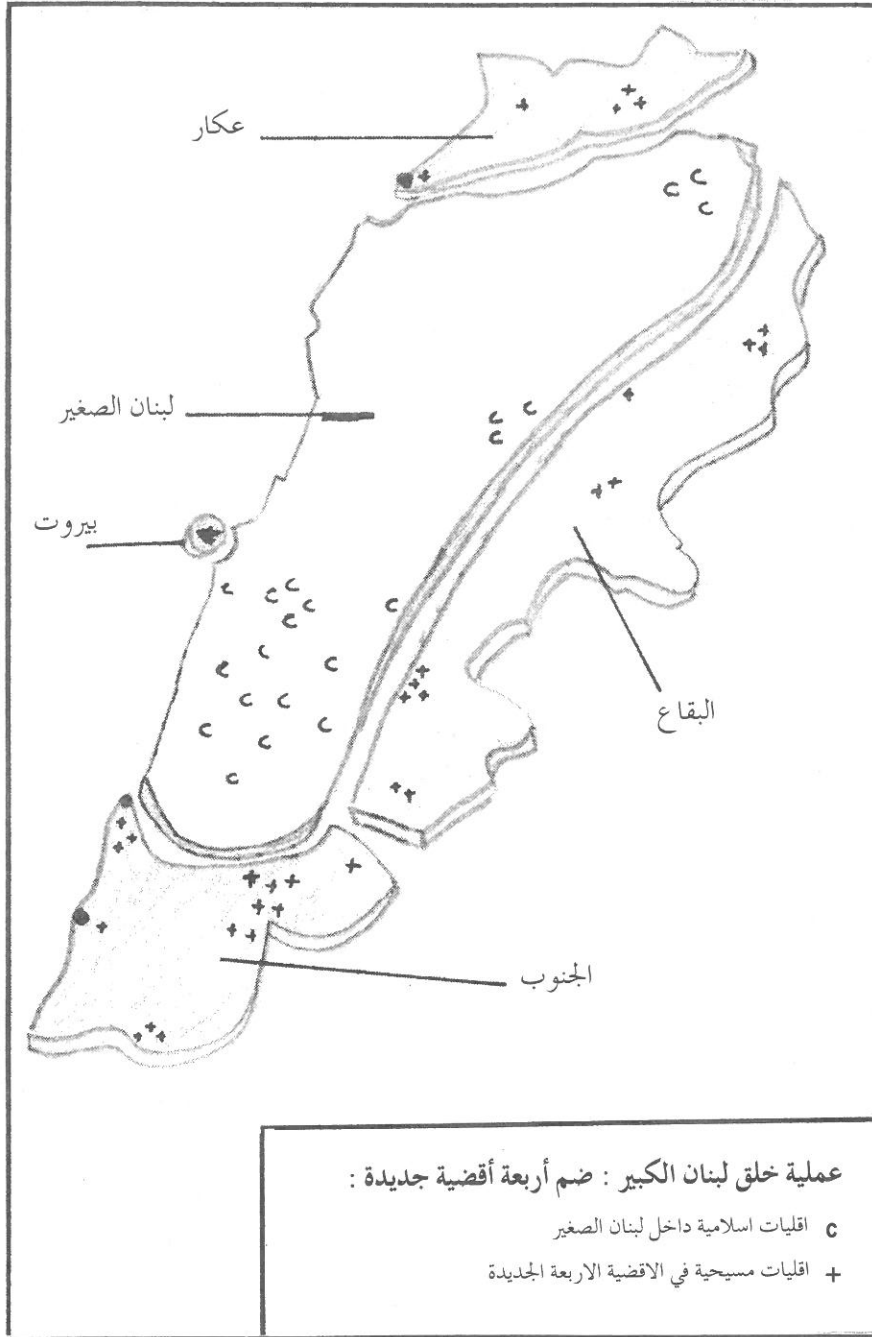 عكار
لبنان الصغير
بيروت
البقاع
الجنوب
عملية خلق لبنان الكبير : ضم أربعة أقضية جديدة :
c اقليات اسلامية داخل لبنان الصغير
+ اقليات مسيحية في الاقضية الاربعة الجديدة